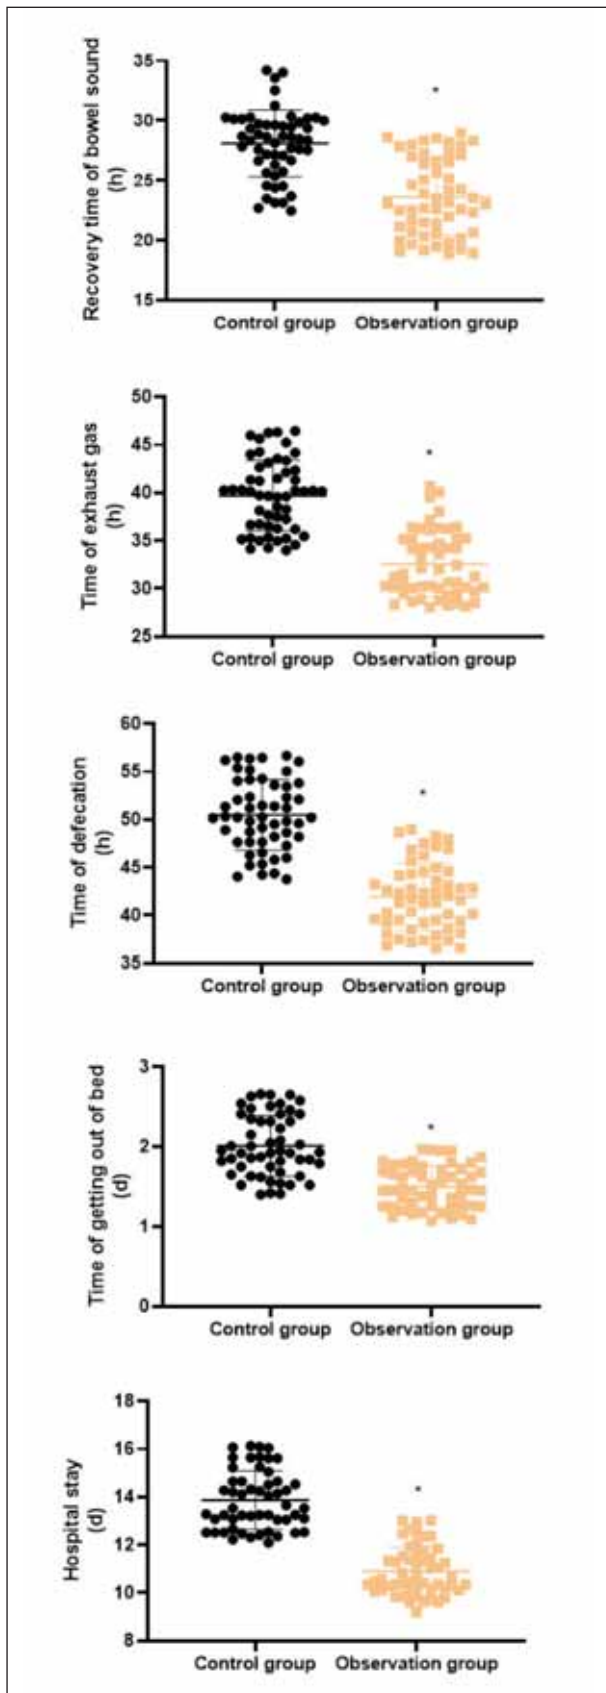 Recovery time of bowel sound
(h)
35
30
25
20
15
*
Control group Observation group
Time of exhaust gas
(h)
50
45
40
35
30
25
*
Control group Observation group
Time of defecation
(h)
60
55
50
45
40
35
*
Control group Observation group
Time of getting out of bed
(d)
3
2
1
0
*
Control group Observation group
Hospital stay
(d)
18
16
14
12
10
8
*
Control group Observation group